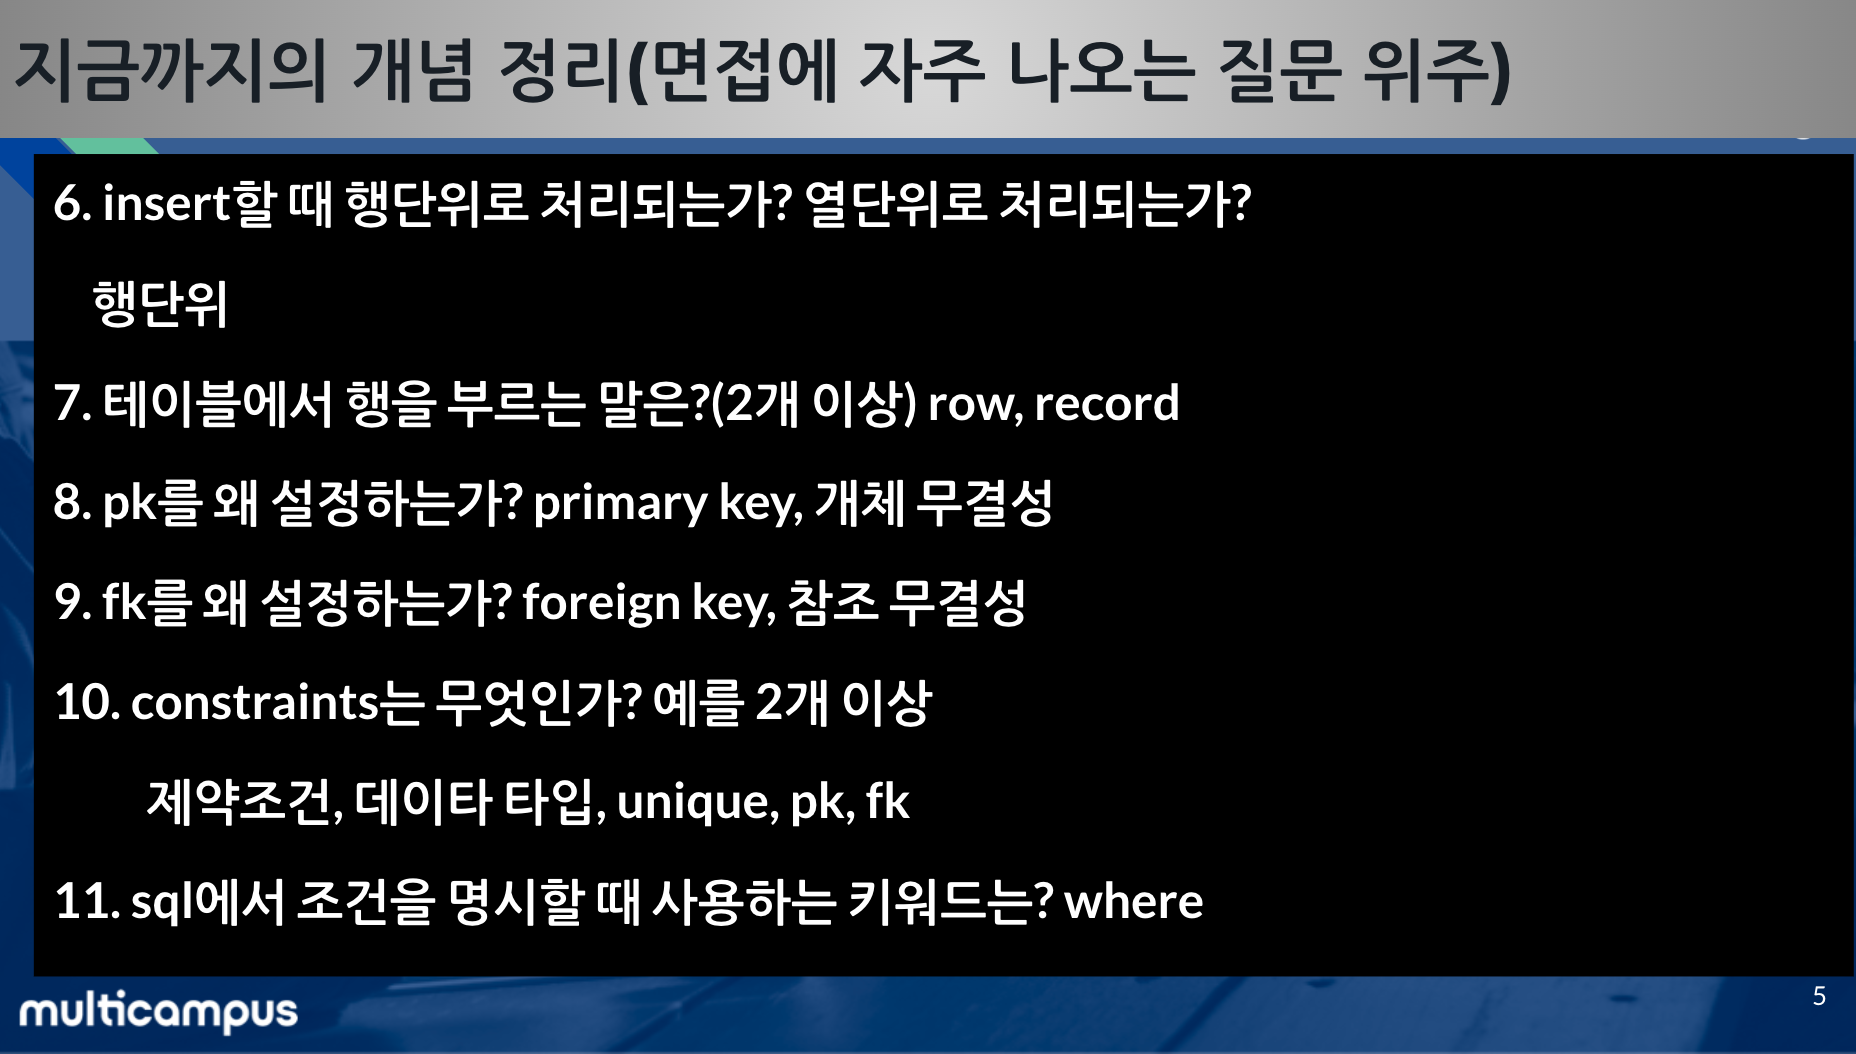 지금까지의 개념 정리(면접에 자주 나오는 질문 위주)
6. insert할 때 행단위로 처리되는가? 열단위로 처리되는가?
행단위
7. 테이블에서 행을 부르는 말은?(2개 이상) row, record
8. pk를 왜 설정하는가? primary key, 개체 무결성
9. fk를 왜 설정하는가? foreign key, 참조 무결성
10. constraints는 무엇인가? 예를 2개 이상
제약조건, 데이타 타입, unique, pk, fk
11. sql에서 조건을 명시할 때 사용하는 키워드는? where
multicampus
5